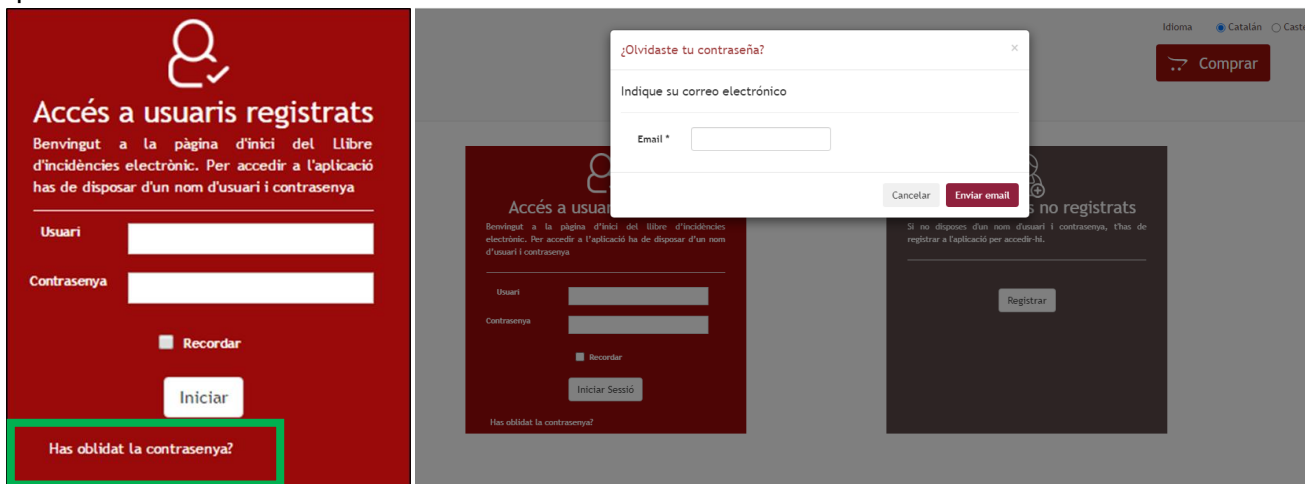 Accés a usuaris registrats
Benvingut a la pàgina d'inici del Llibre
d'incidències electrònic. Per accedir a l'aplicació
has de disposar d'un nom d'usuari i contrasenya
Usuari
Contrasenya
Recordar
Iniciar
Has oblidat la contrasenya?
Idioma Catalán
Comprar
¿Olvidaste tu contraseña?
×
Indique su correo electrónico
Email *
Cancelar Enviar email
Accés a usuar
Benvingut a la pàgina d'inici del llibre d'incidències
electrònic. Per accedir a l'aplicació ha de disposar d'un nom
d'usuari i contrasenya
Usuari
Contrasenya
Recordar
Iniciar Sessió
Has oblidat la contrasenya?
no registrats
Si no disposes d'un nom d'usuari i contrasenya, t'has de
registrar a l'aplicació per accedir-hi.
Registrar